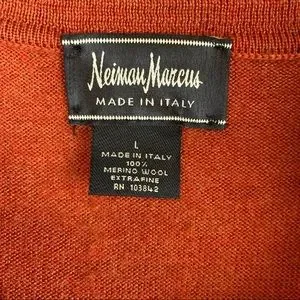 Neiman Marcus
MADE IN ITALY
L
MADE IN ITALY
100%
MERINO WOOL
EXTRAFINE
RN 103842